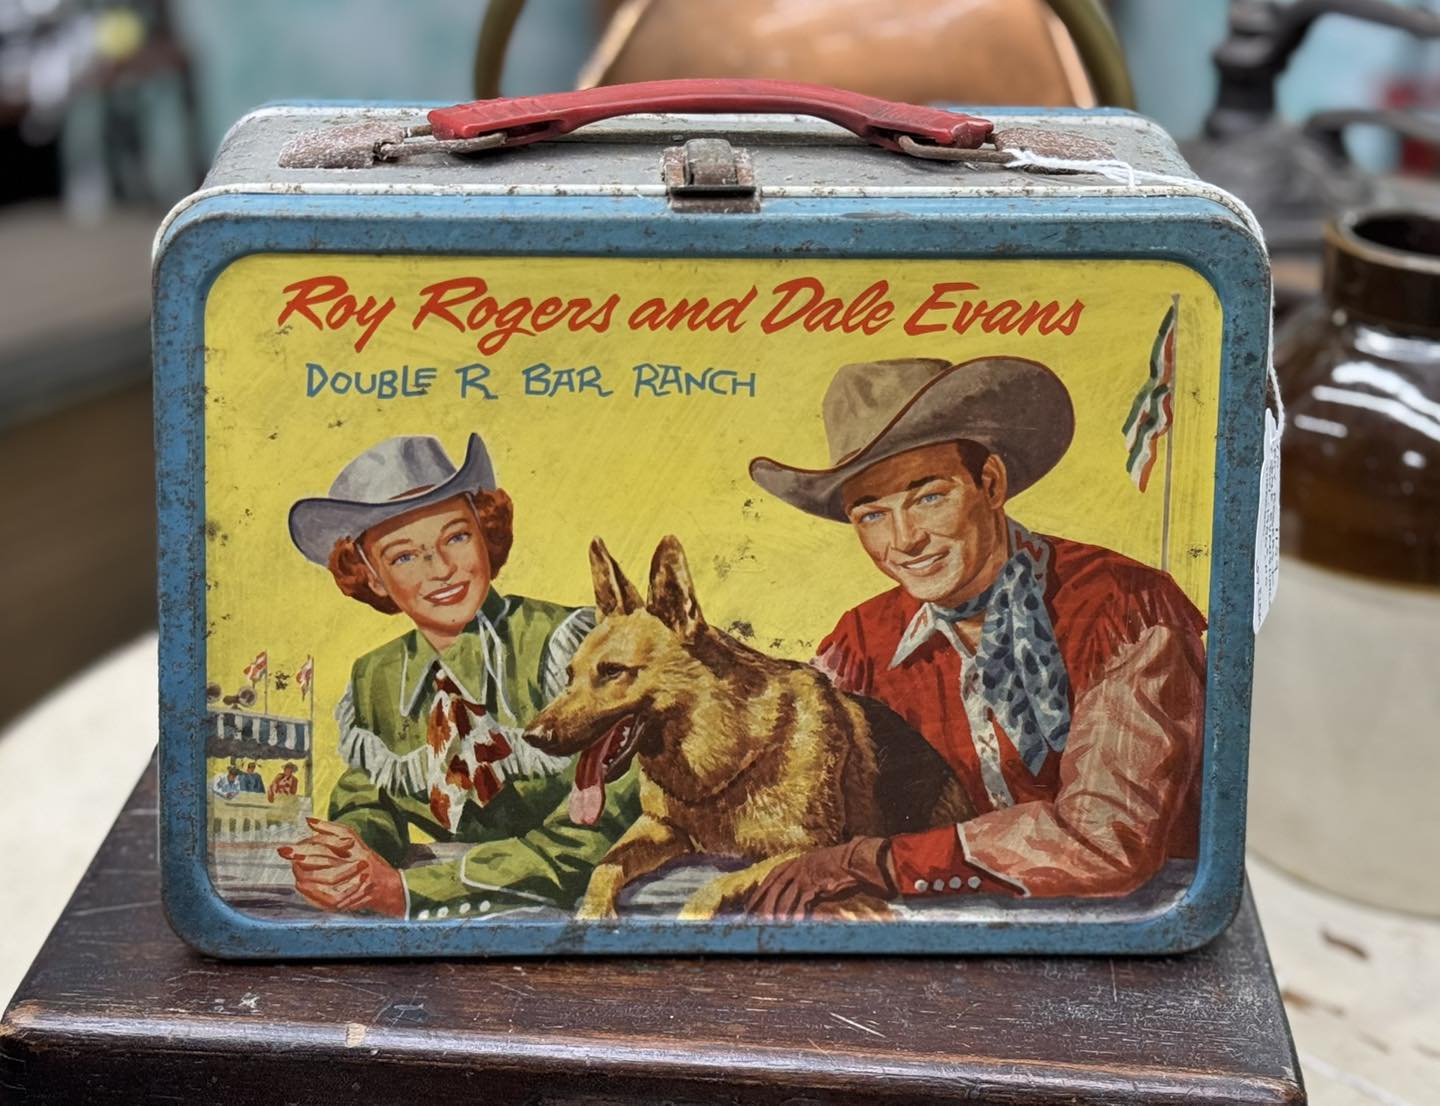 Roy Rogers and Dale Evans
DOUBLE R BAR RANCH